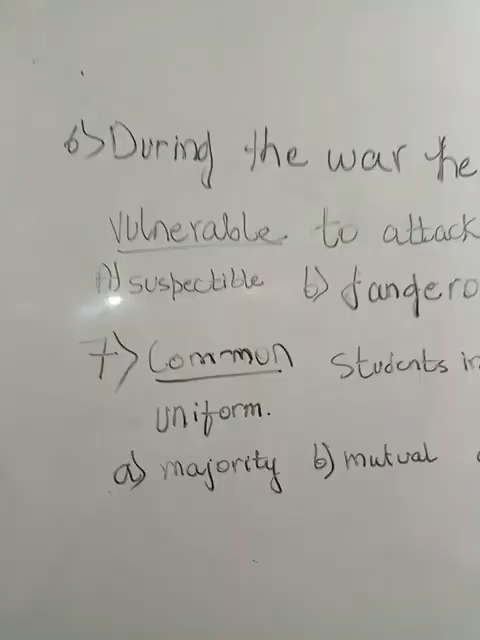 6) During the war the
vulnerable to attack
A) suspectible b) dangero
7) Common students in
uniform.
a) majority b) mutual